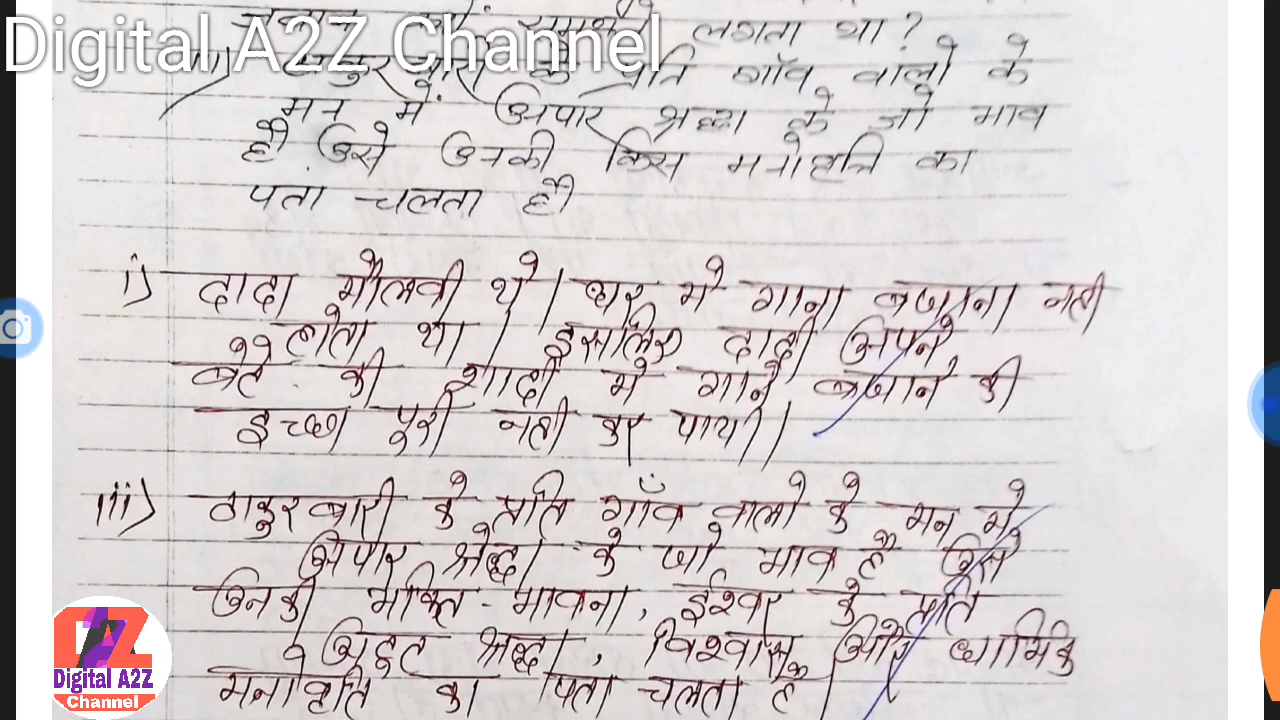 Digital A2Z Channel
लगता था?
iii) के प्रति गाँव वालो के
मन में अपार श्रद्धा के जो भाव
है उसे उनकी किस मनोवृत्ति का
पता चलता है
i) दादा मौलवी थे। घर मे गाना बजाना नही
होता था। इसलिए दादी अपने
बेटे की शादी मे गाने बजाने की
इच्छा पूरी नही कर पायी।
iii) ठाकुरबारी के प्रति गाँव वालो के मन मे
अपार श्रद्धा के जो भाव है उसे
उनकी भक्ति-भावना, ईश्वर के प्रति
श्रद्धा, विश्वास और धार्मिक
मनोवृत्ति का पता चलता है।
Digital A2Z
Channel